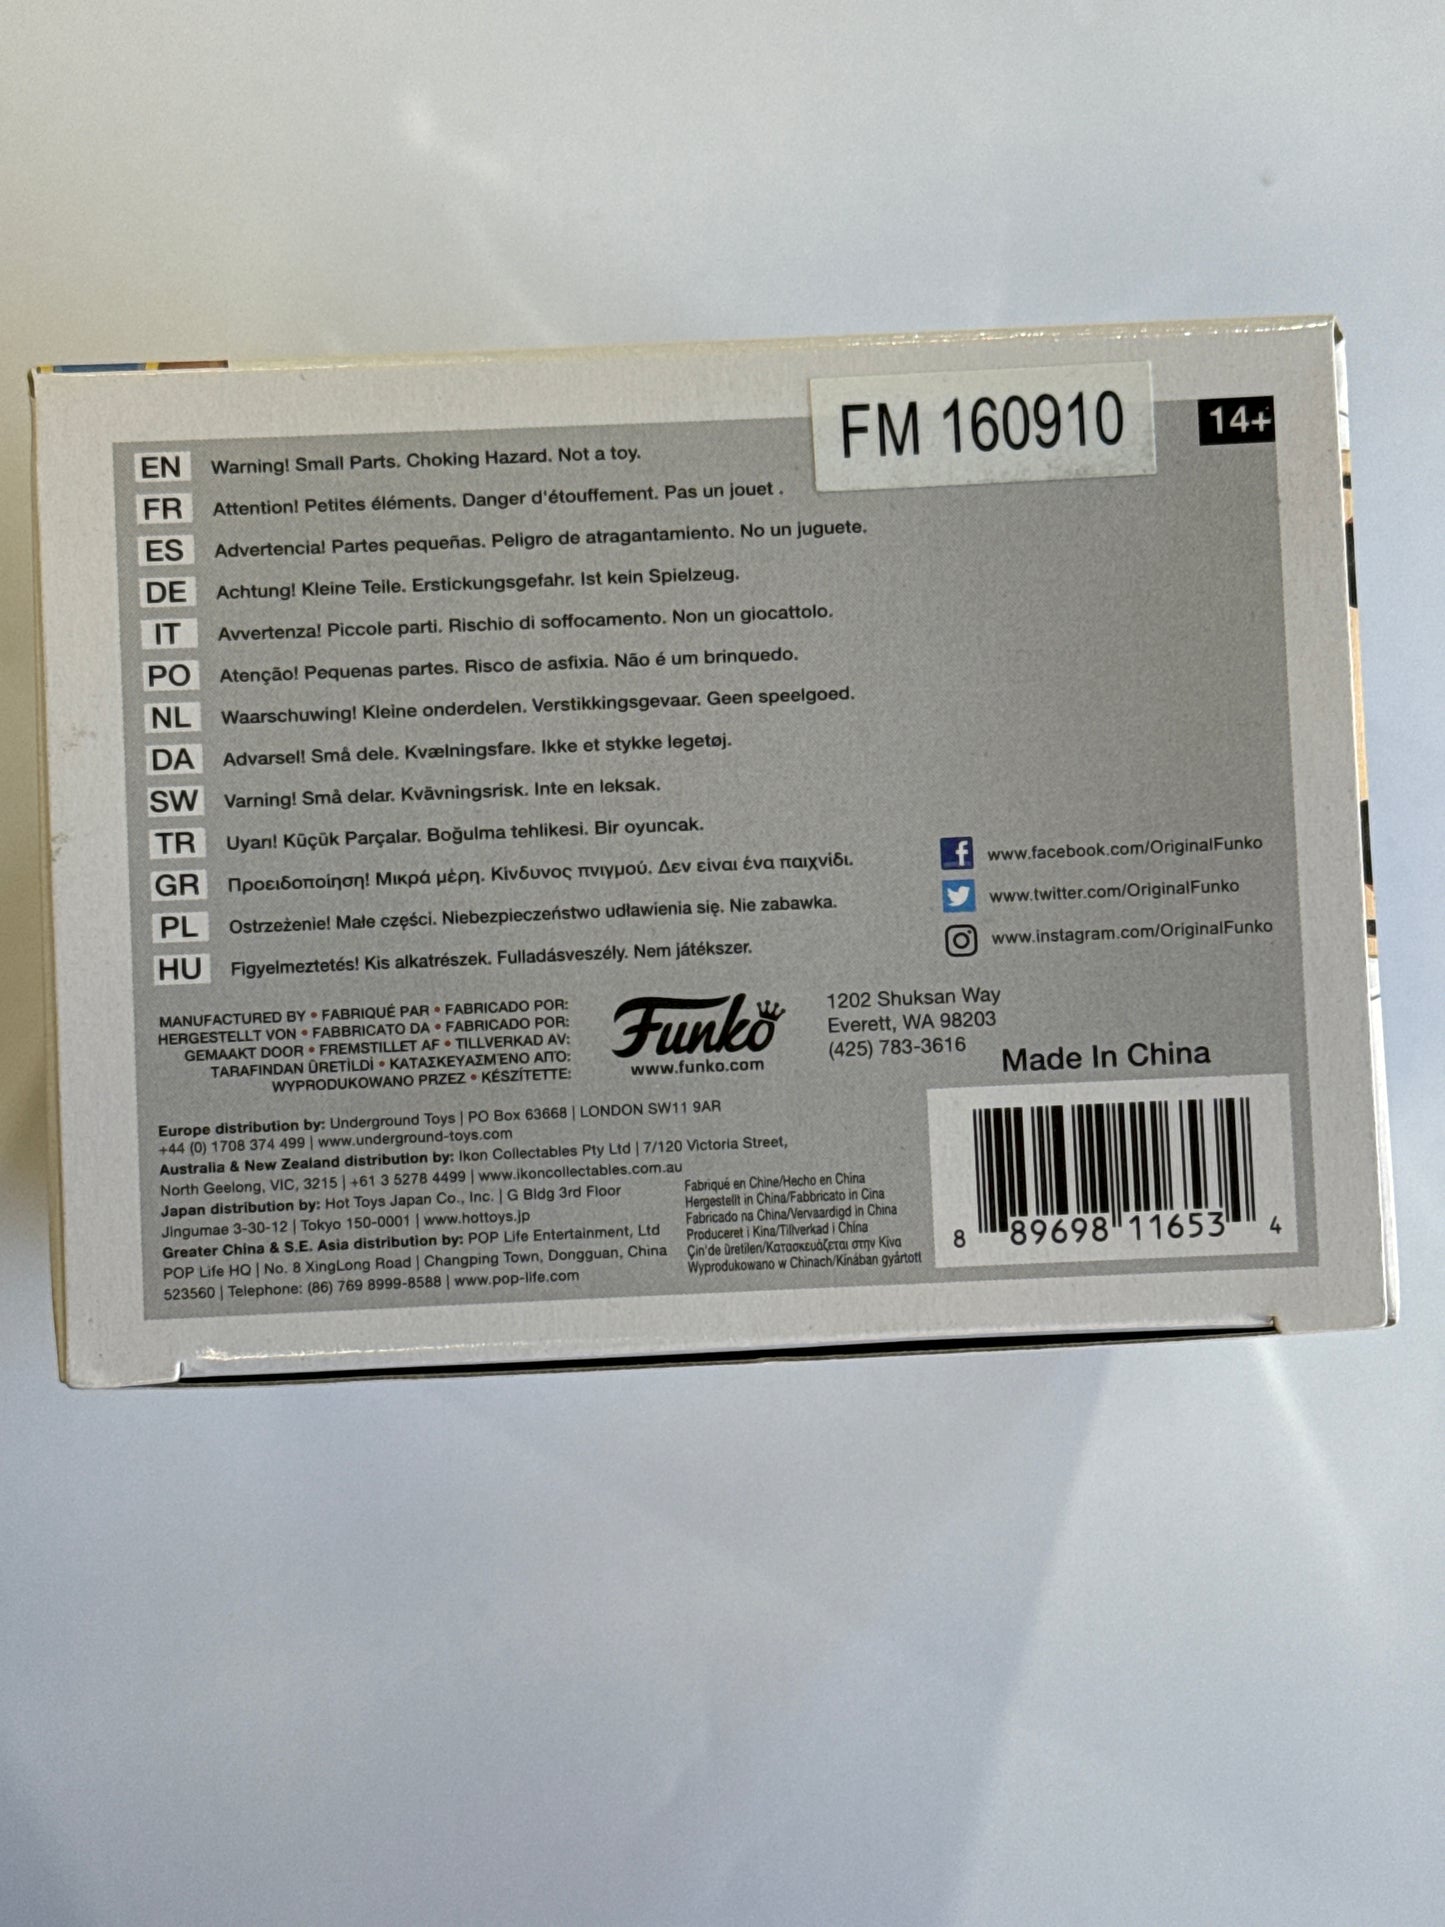 FM 160910
14+
EN Warning! Small Parts. Choking Hazard. Not a toy.
FR Attention! Petites éléments. Danger d'étouffement. Pas un jouet .
ES Advertencia! Partes pequeñas. Peligro de atragantamiento. No un juguete.
DE Achtung! Kleine Teile. Erstickungsgefahr. Ist kein Spielzeug.
IT Avvertenza! Piccole parti. Rischio di soffocamento. Non un giocattolo.
PO Atenção! Pequenas partes. Risco de asfixia. Não é um brinquedo.
NL Waarschuwing! Kleine onderdelen. Verstikkingsgevaar. Geen speelgoed.
DA Advarsel! Små dele. Kvælningsfare. Ikke et stykke legetøj.
SW Varning! Små delar. Kvävningsrisk. Inte en leksak.
TR Uyarı! Küçük Parçalar. Boğulma tehlikesi. Bir oyuncak.
GR Προειδοποίηση! Μικρά μέρη. Κίνδυνος πνιγμού. Δεν είναι ένα παιχνίδι.
PL Ostrzeżenie! Małe części. Niebezpieczeństwo udławienia się. Nie zabawka.
HU Figyelmeztetés! Kis alkatrészek. Fulladásveszély. Nem játékszer.
www.facebook.com/OriginalFunko
www.twitter.com/OriginalFunko
www.instagram.com/OriginalFunko
MANUFACTURED BY • FABRIQUÉ PAR • FABRICADO POR:
HERGESTELLT VON • FABBRICATO DA • FABRICADO POR:
GEMAAKT DOOR • FREMSTILLET AF • TILLVERKAD AV:
TARAFINDAN ÜRETİLDİ • ΚΑΤΑΣΚΕΥΑΣΜΈΝΟ ΑΠΌ:
WYPRODUKOWANO PRZEZ • KÉSZÍTETTE:
Funko
www.funko.com
1202 Shuksan Way
Everett, WA 98203
(425) 783-3616
Made In China
Europe distribution by: Underground Toys | PO Box 63668 | LONDON SW11 9AR
+44 (0) 1708 374 499 | www.underground-toys.com
Australia & New Zealand distribution by: Ikon Collectables Pty Ltd | 7/120 Victoria Street,
North Geelong, VIC, 3215 | +61 3 5278 4499 | www.ikoncollectables.com.au
Japan distribution by: Hot Toys Japan Co., Inc. | G Bldg 3rd Floor
Jingumae 3-30-12 | Tokyo 150-0001 | www.hottoys.jp
Greater China & S.E. Asia distribution by: POP Life Entertainment, Ltd
POP Life HQ | No. 8 XingLong Road | Changping Town, Dongguan, China
523560 | Telephone: (86) 769 8999-8588 | www.pop-life.com
Fabriqué en Chine/Hecho en China
Hergestellt in China/Fabbricato in Cina
Fabricado na China/Vervaardigd in China
Produceret i Kina/Tillverkad i China
Çin'de üretilen/Κατασκευάζεται στην Κίνα
Wyprodukowano w Chinach/Kínában gyártott
8 89698 11653 4